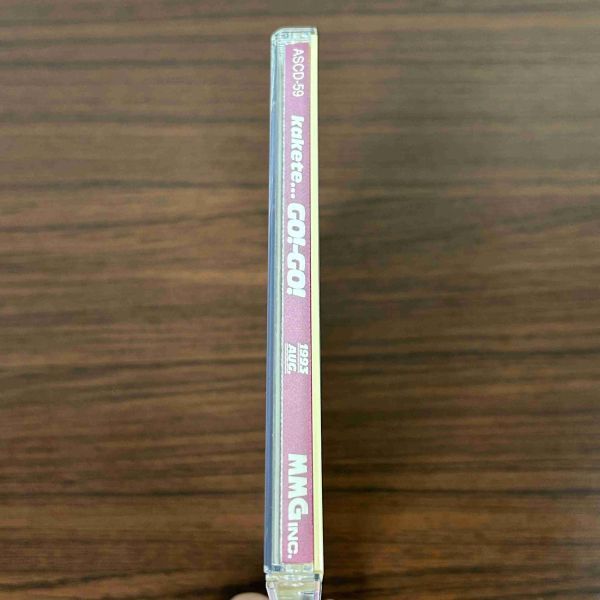 ASCD-59
kakete... GO!-GO!
1993
AUG.
MMG INC.